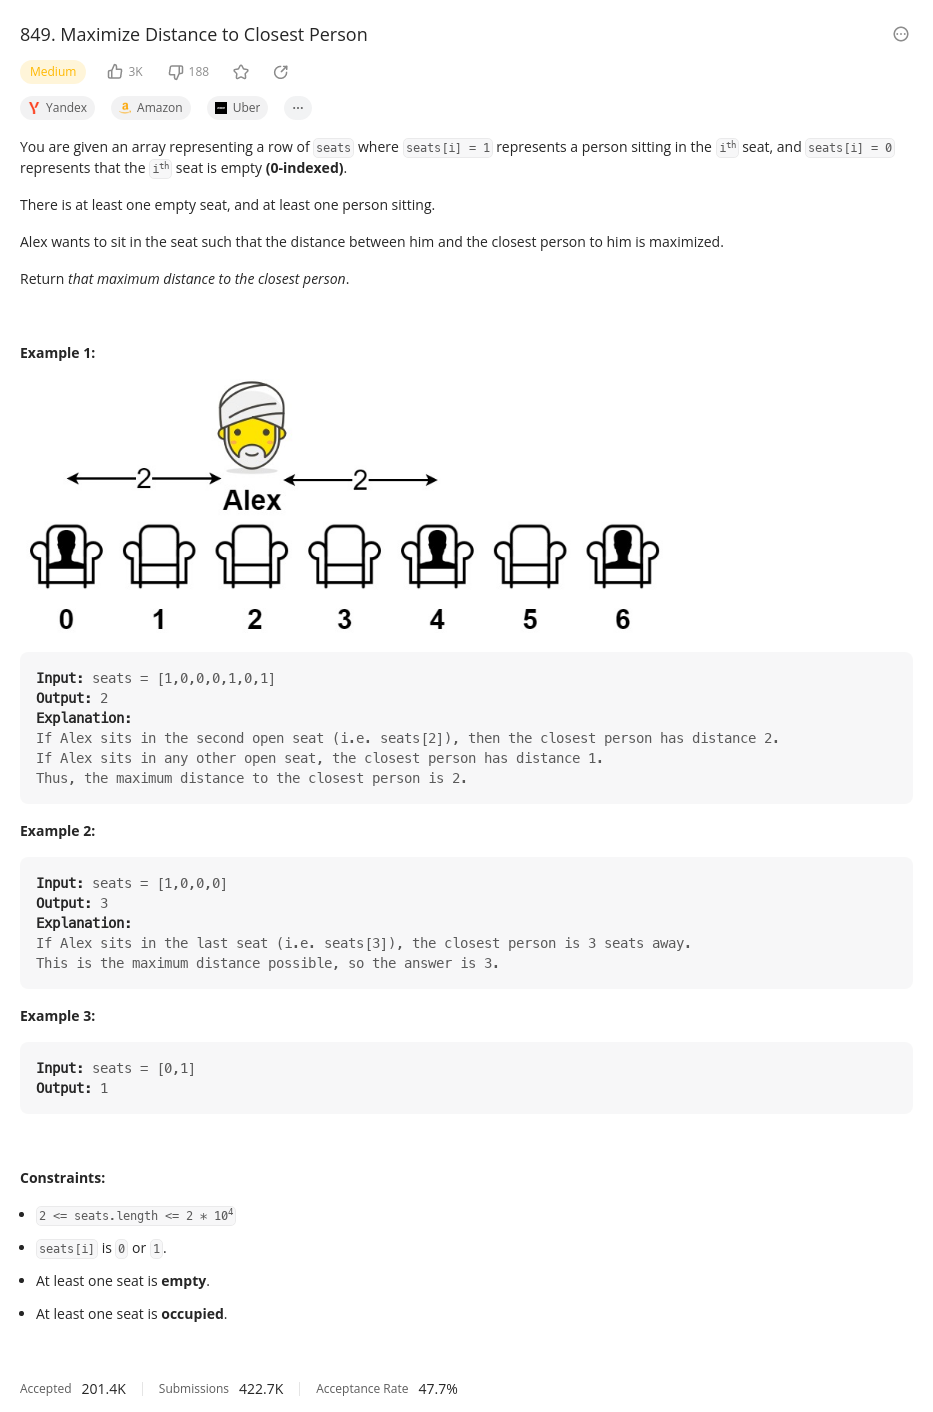 849. Maximize Distance to Closest Person
Medium 3K 188
Yandex Amazon Uber ...
You are given an array representing a row of seats where seats[i] = 1 represents a person sitting in the ith seat, and seats[i] = 0
represents that the ith seat is empty (0-indexed).
There is at least one empty seat, and at least one person sitting.
Alex wants to sit in the seat such that the distance between him and the closest person to him is maximized.
Return that maximum distance to the closest person.
Example 1:
2 2
Alex
0 1 2 3 4 5 6
Input: seats = [1,0,0,0,1,0,1]
Output: 2
Explanation:
If Alex sits in the second open seat (i.e. seats[2]), then the closest person has distance 2.
If Alex sits in any other open seat, the closest person has distance 1.
Thus, the maximum distance to the closest person is 2.
Example 2:
Input: seats = [1,0,0,0]
Output: 3
Explanation:
If Alex sits in the last seat (i.e. seats[3]), the closest person is 3 seats away.
This is the maximum distance possible, so the answer is 3.
Example 3:
Input: seats = [0,1]
Output: 1
Constraints:
2 <= seats.length <= 2 * 10⁴
seats[i] is 0 or 1.
At least one seat is empty.
At least one seat is occupied.
Accepted 201.4K Submissions 422.7K Acceptance Rate 47.7%